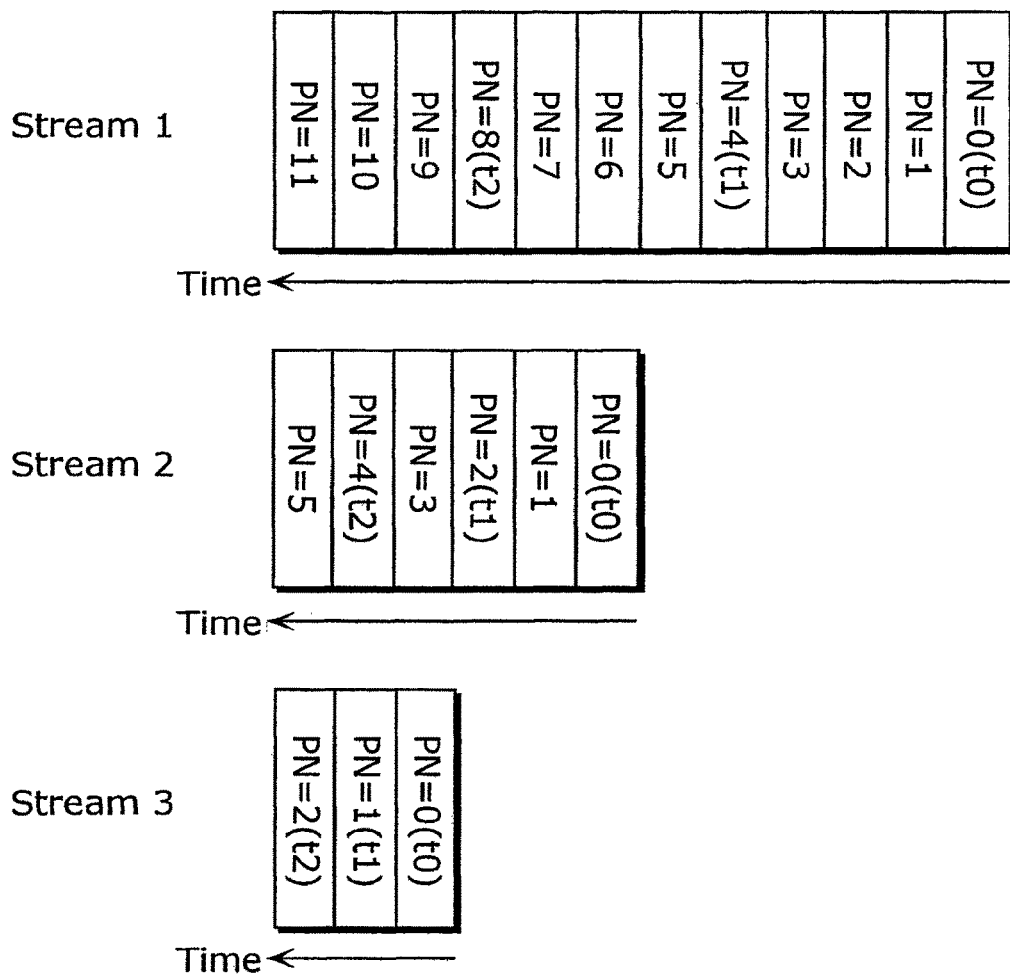 Stream 1
PN=11
PN=10
PN=9
PN=8(t2)
PN=7
PN=6
PN=5
PN=4(t1)
PN=3
PN=2
PN=1
PN=0(t0)
Time
Stream 2
PN=5
PN=4(t2)
PN=3
PN=2(t1)
PN=1
PN=0(t0)
Time
Stream 3
PN=2(t2)
PN=1(t1)
PN=0(t0)
Time